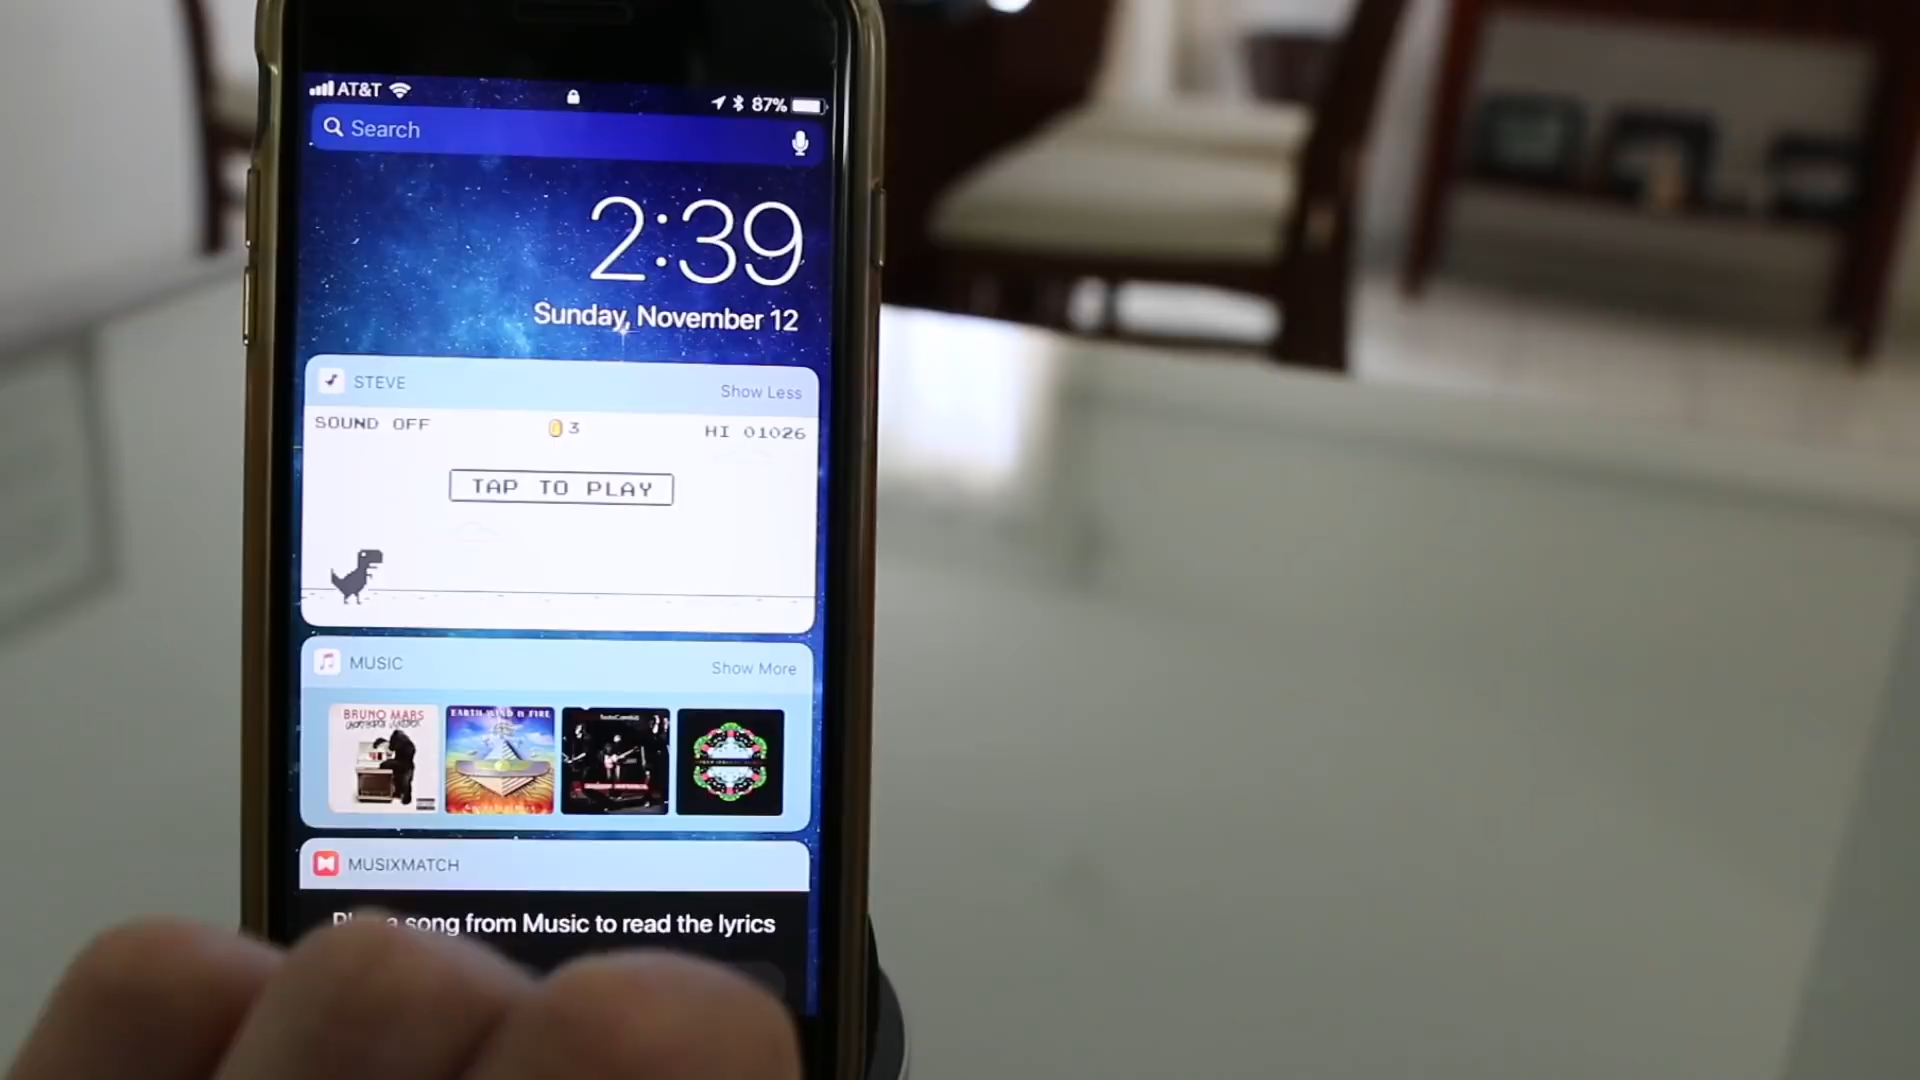 AT&T 87%
Search
2:39
Sunday, November 12
STEVE Show Less
SOUND OFF 3 HI 01026
TAP TO PLAY
MUSIC Show More
BRUNO MARS
EARTH WIND & FIRE
MUSIXMATCH
a song from Music to read the lyrics